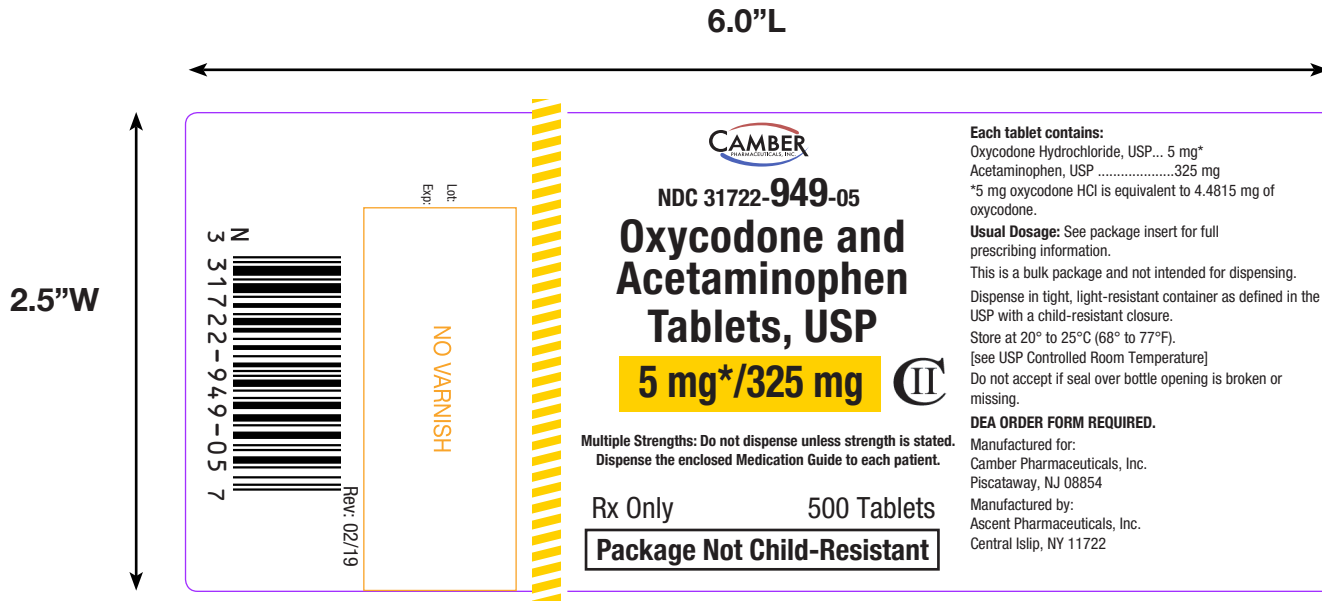 6.0”L
2.5”W
N
3 31722-949-05 7
Rev: 02/19
Lot:
Exp:
NO VARNISH
CAMBER
PHARMACEUTICALS, INC.
NDC 31722-949-05
Oxycodone and
Acetaminophen
Tablets, USP
5 mg*/325 mg
CII
Multiple Strengths: Do not dispense unless strength is stated.
Dispense the enclosed Medication Guide to each patient.
Rx Only 500 Tablets
Package Not Child-Resistant
Each tablet contains:
Oxycodone Hydrochloride, USP... 5 mg*
Acetaminophen, USP ....................325 mg
*5 mg oxycodone HCl is equivalent to 4.4815 mg of
oxycodone.
Usual Dosage: See package insert for full
prescribing information.
This is a bulk package and not intended for dispensing.
Dispense in tight, light-resistant container as defined in the
USP with a child-resistant closure.
Store at 20° to 25°C (68° to 77°F).
[see USP Controlled Room Temperature]
Do not accept if seal over bottle opening is broken or
missing.
DEA ORDER FORM REQUIRED.
Manufactured for:
Camber Pharmaceuticals, Inc.
Piscataway, NJ 08854
Manufactured by:
Ascent Pharmaceuticals, Inc.
Central Islip, NY 11722